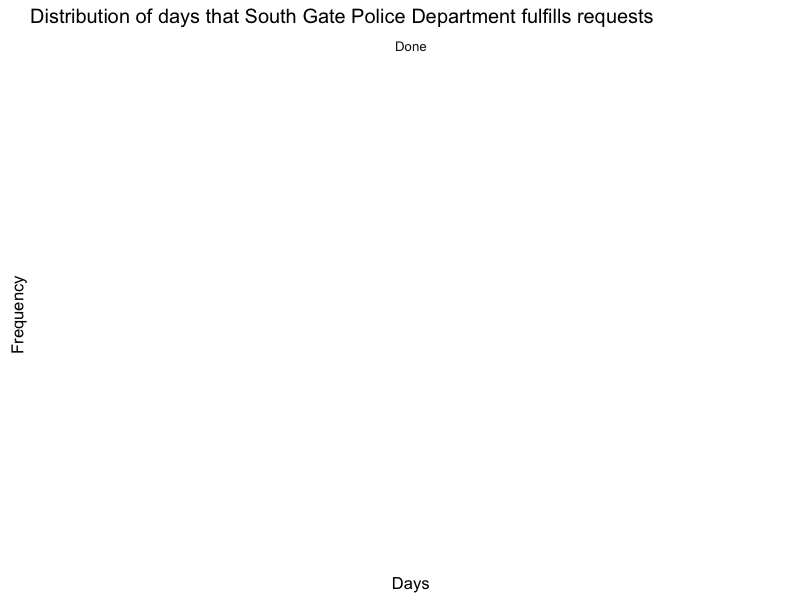 Distribution of days that South Gate Police Department fulfills requests
Done
Frequency
Days